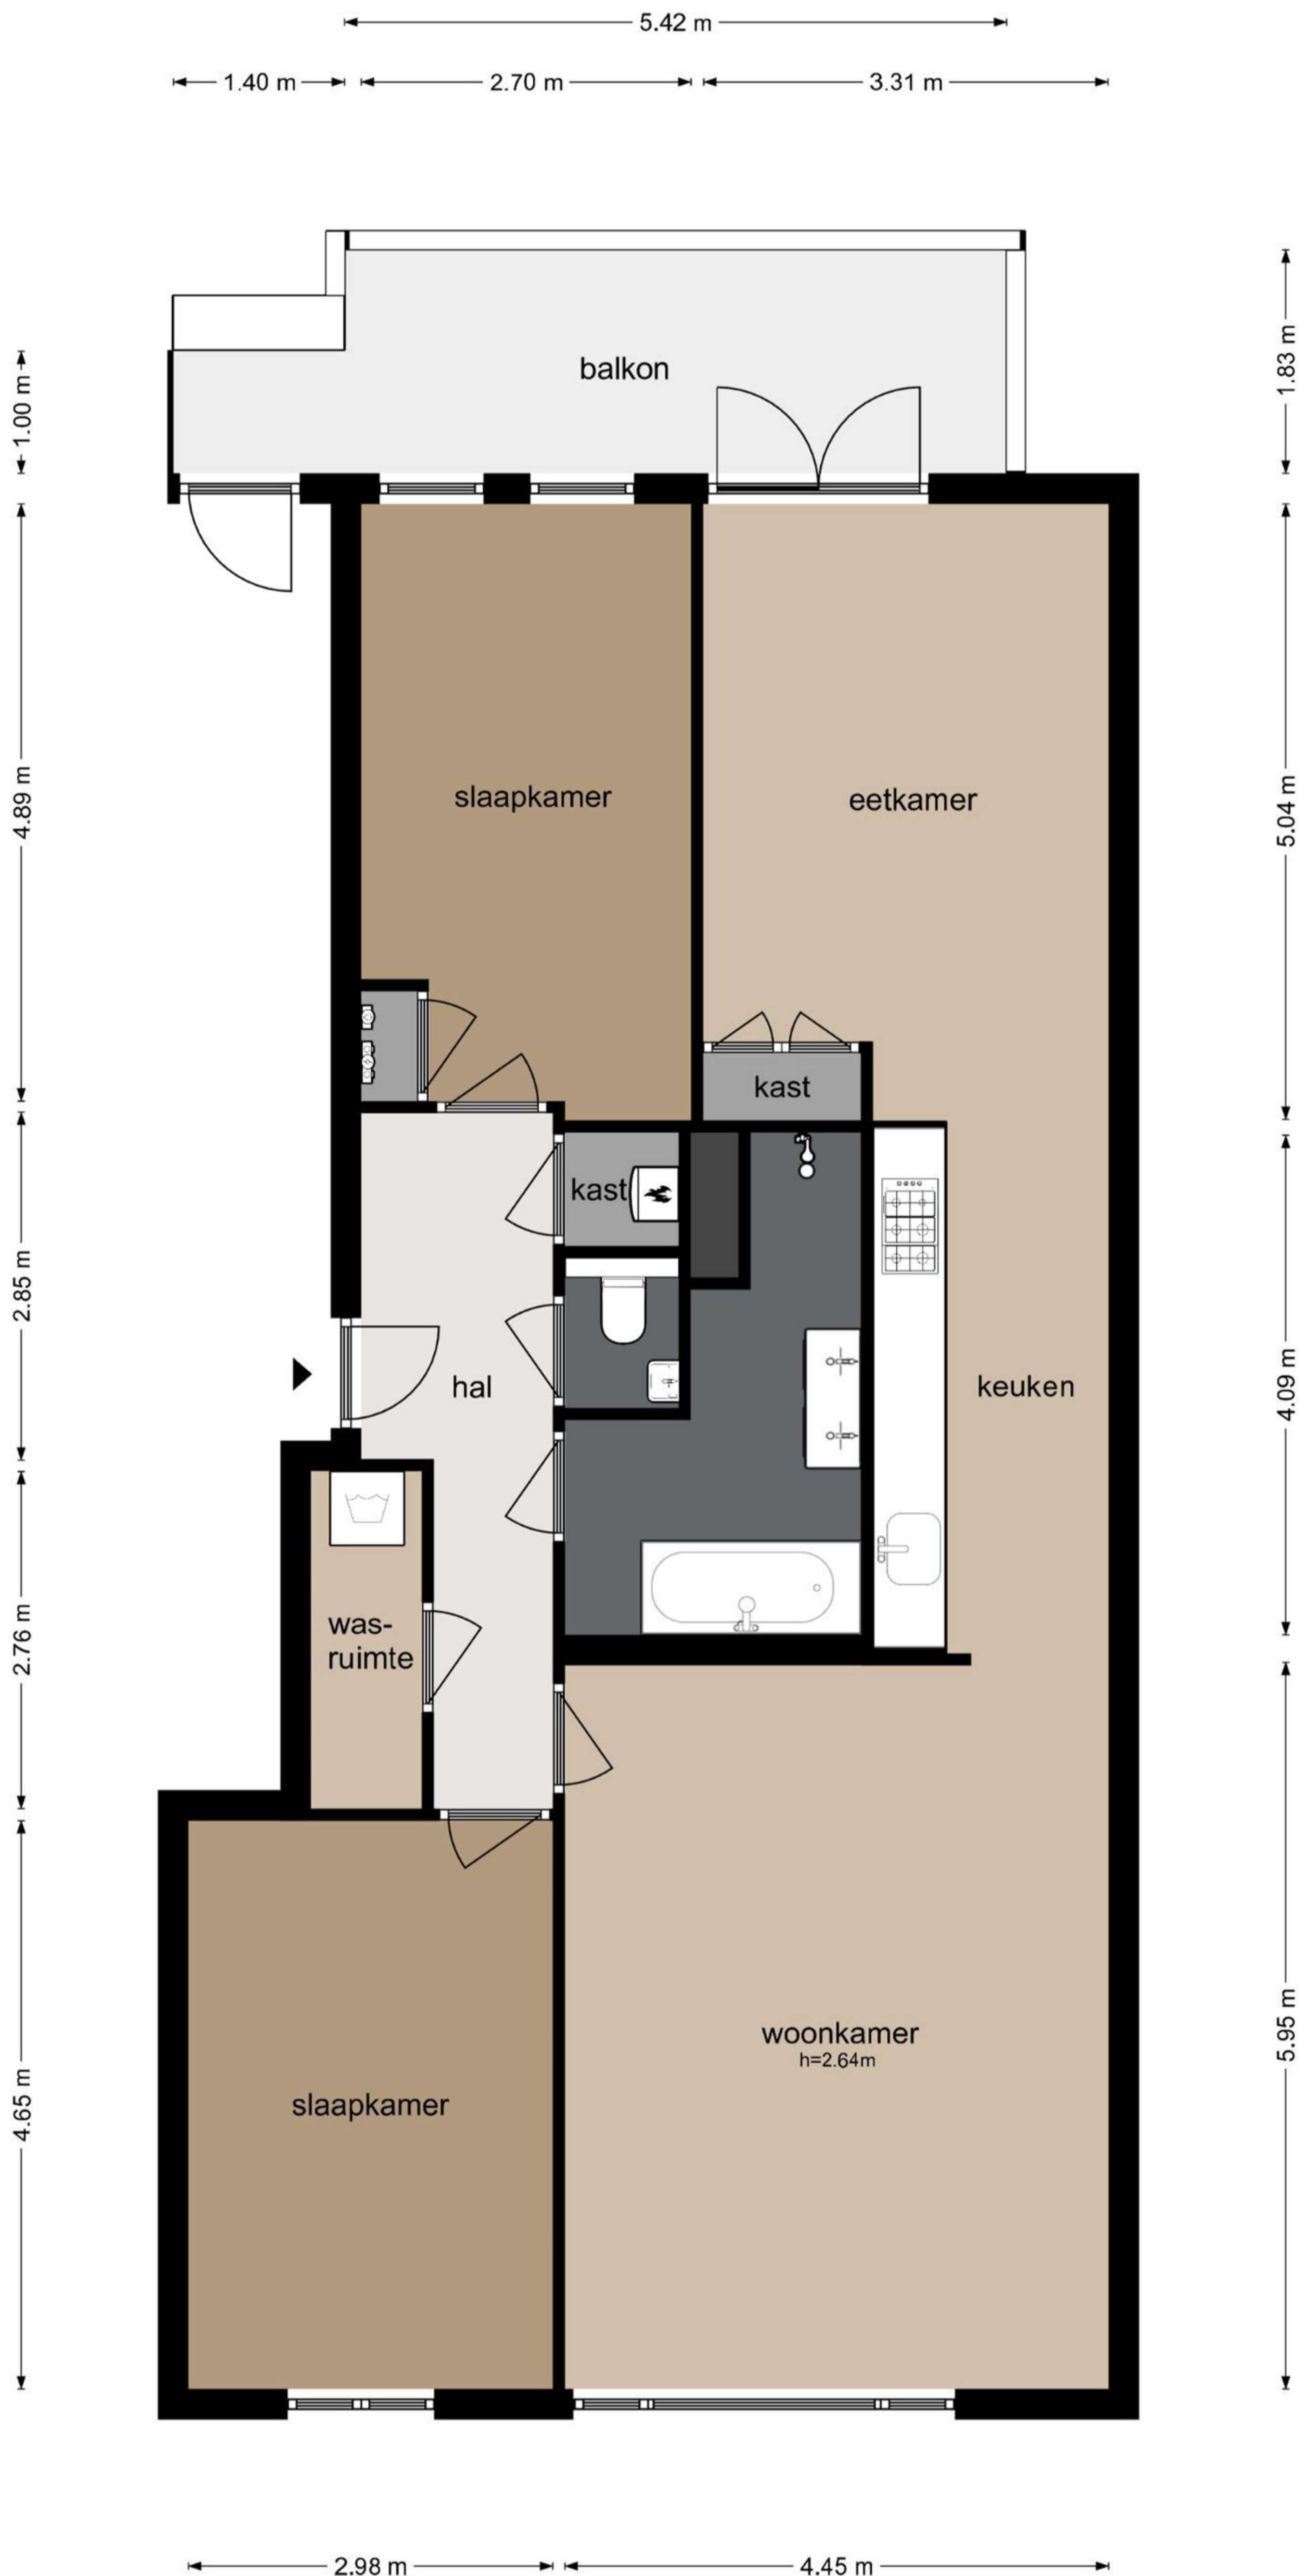 5.42 m
1.40 m
2.70 m
3.31 m
1.83 m
1.00 m
balkon
4.89 m
5.04 m
slaapkamer
eetkamer
kast
kast
2.85 m
4.09 m
hal
keuken
2.76 m
was-
ruimte
5.95 m
woonkamer
h=2.64m
4.65 m
slaapkamer
2.98 m
4.45 m